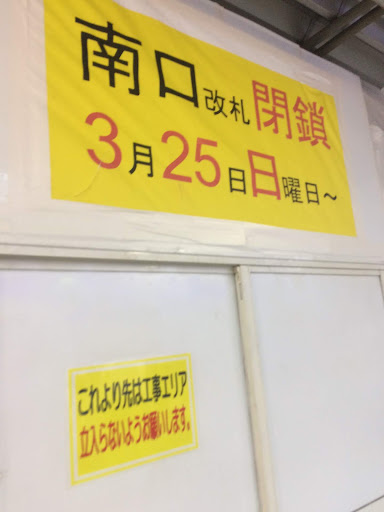 南口改札閉鎖
3月25日日曜日～
これより先は工事エリア
立入らないようお願いします。